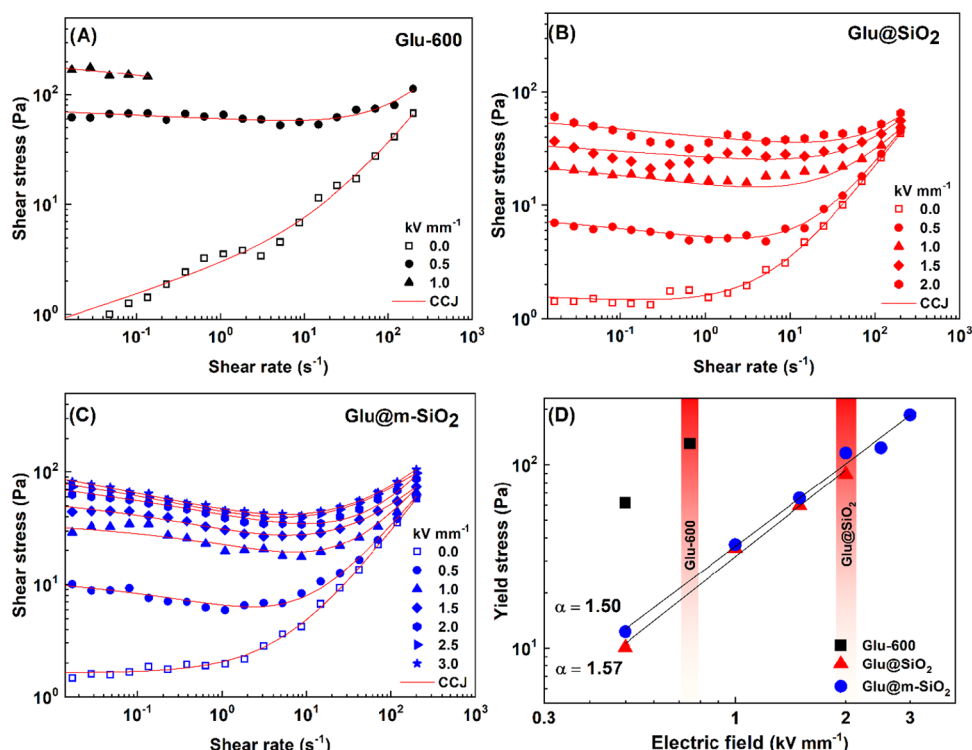 (A)
Glu-600
Shear stress (Pa)
10²
10¹
10⁰
kV mm⁻¹
0.0
0.5
1.0
CCJ
10⁻¹
10⁰
10¹
10²
10³
Shear rate (s⁻¹)
(B)
Glu@SiO₂
Shear stress (Pa)
10²
10¹
10⁰
kV mm⁻¹
0.0
0.5
1.0
1.5
2.0
CCJ
10⁻¹
10⁰
10¹
10²
10³
Shear rate (s⁻¹)
(C)
Glu@m-SiO₂
Shear stress (Pa)
10²
10¹
10⁰
kV mm⁻¹
0.0
0.5
1.0
1.5
2.0
2.5
3.0
CCJ
10⁻¹
10⁰
10¹
10²
10³
Shear rate (s⁻¹)
(D)
Yield stress (Pa)
10²
10¹
Glu-600
Glu@SiO₂
α = 1.50
α = 1.57
Glu-600
Glu@SiO₂
Glu@m-SiO₂
0.3
1
2
3
Electric field (kV mm⁻¹)